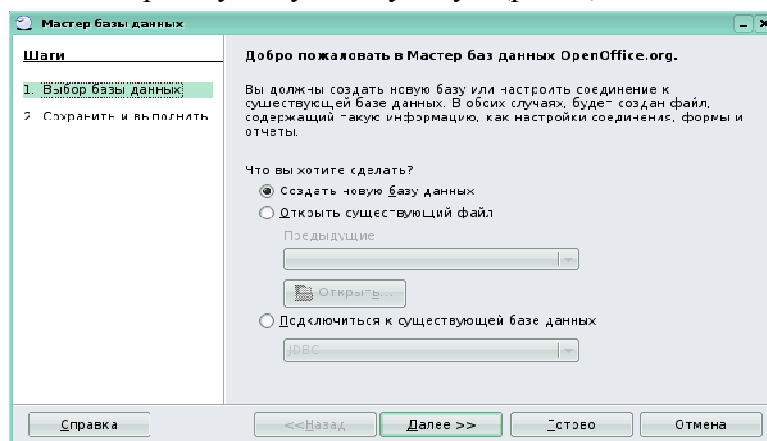 Мастер базы данных
Шаги
1. Выбор базы данных
2. Сохранить и выполнить
Добро пожаловать в Мастер баз данных OpenOffice.org.
Вы должны создать новую базу или настроить соединение к
существующей базе данных. В обоих случаях, будет создан файл,
содержащий такую информацию, как настройки соединения, формы и
отчеты.
Что вы хотите сделать?
Создать новую базу данных
Открыть существующий файл
Предыдущие
Открыть...
Подключиться к существующей базе данных
JDBC
Справка
<<Назад
Далее >>
Готово
Отмена